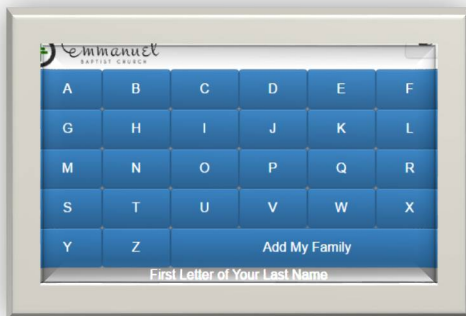 Emmanuel
BAPTIST CHURCH
A B C D E F
G H I J K L
M N O P Q R
S T U V W X
Y Z Add My Family
First Letter of Your Last Name